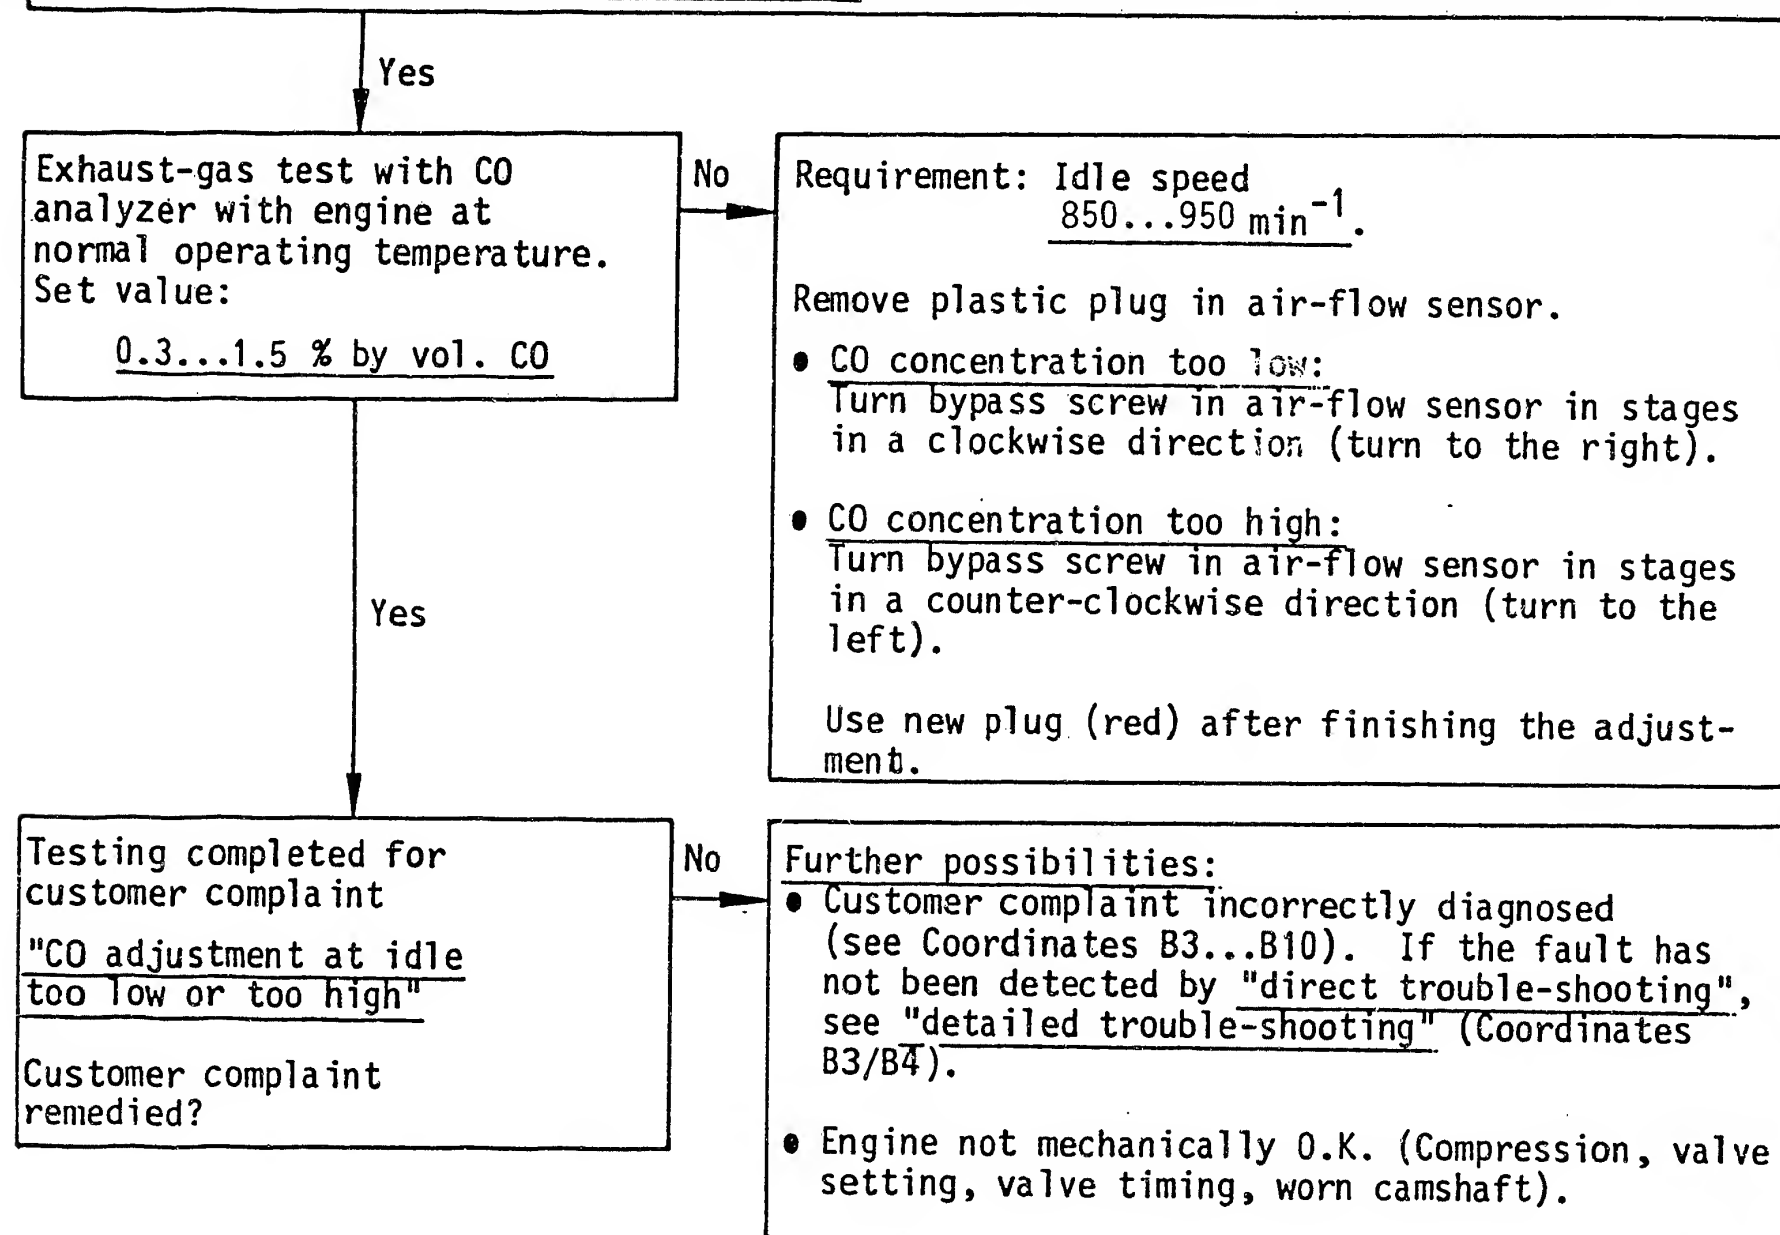 Yes
Exhaust-gas test with CO
analyzer with engine at
normal operating temperature.
Set value:
0.3...1.5 % by vol. CO
No
Requirement: Idle speed
850...950 min⁻¹.
Remove plastic plug in air-flow sensor.
• CO concentration too low:
Turn bypass screw in air-flow sensor in stages
in a clockwise direction (turn to the right).
• CO concentration too high:
Turn bypass screw in air-flow sensor in stages
in a counter-clockwise direction (turn to the
left).
Use new plug (red) after finishing the adjust-
ment.
Yes
Testing completed for
customer complaint
"CO adjustment at idle
too low or too high"
Customer complaint
remedied?
No
Further possibilities:
• Customer complaint incorrectly diagnosed
(see Coordinates B3...B10). If the fault has
not been detected by "direct trouble-shooting",
see "detailed trouble-shooting" (Coordinates
B3/B4).
• Engine not mechanically O.K. (Compression, valve
setting, valve timing, worn camshaft).